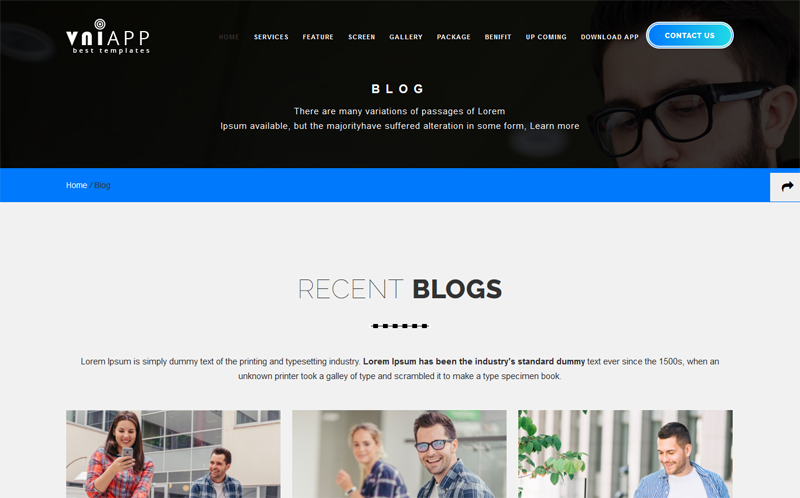 vniAPP
best templates
HOME SERVICES FEATURE SCREEN GALLERY PACKAGE BENIFIT UP COMING DOWNLOAD APP CONTACT US
BLOG
There are many variations of passages of Lorem
Ipsum available, but the majorityhave suffered alteration in some form, Learn more
Home / Blog
RECENT BLOGS
Lorem Ipsum is simply dummy text of the printing and typesetting industry. Lorem Ipsum has been the industry's standard dummy text ever since the 1500s, when an
unknown printer took a galley of type and scrambled it to make a type specimen book.